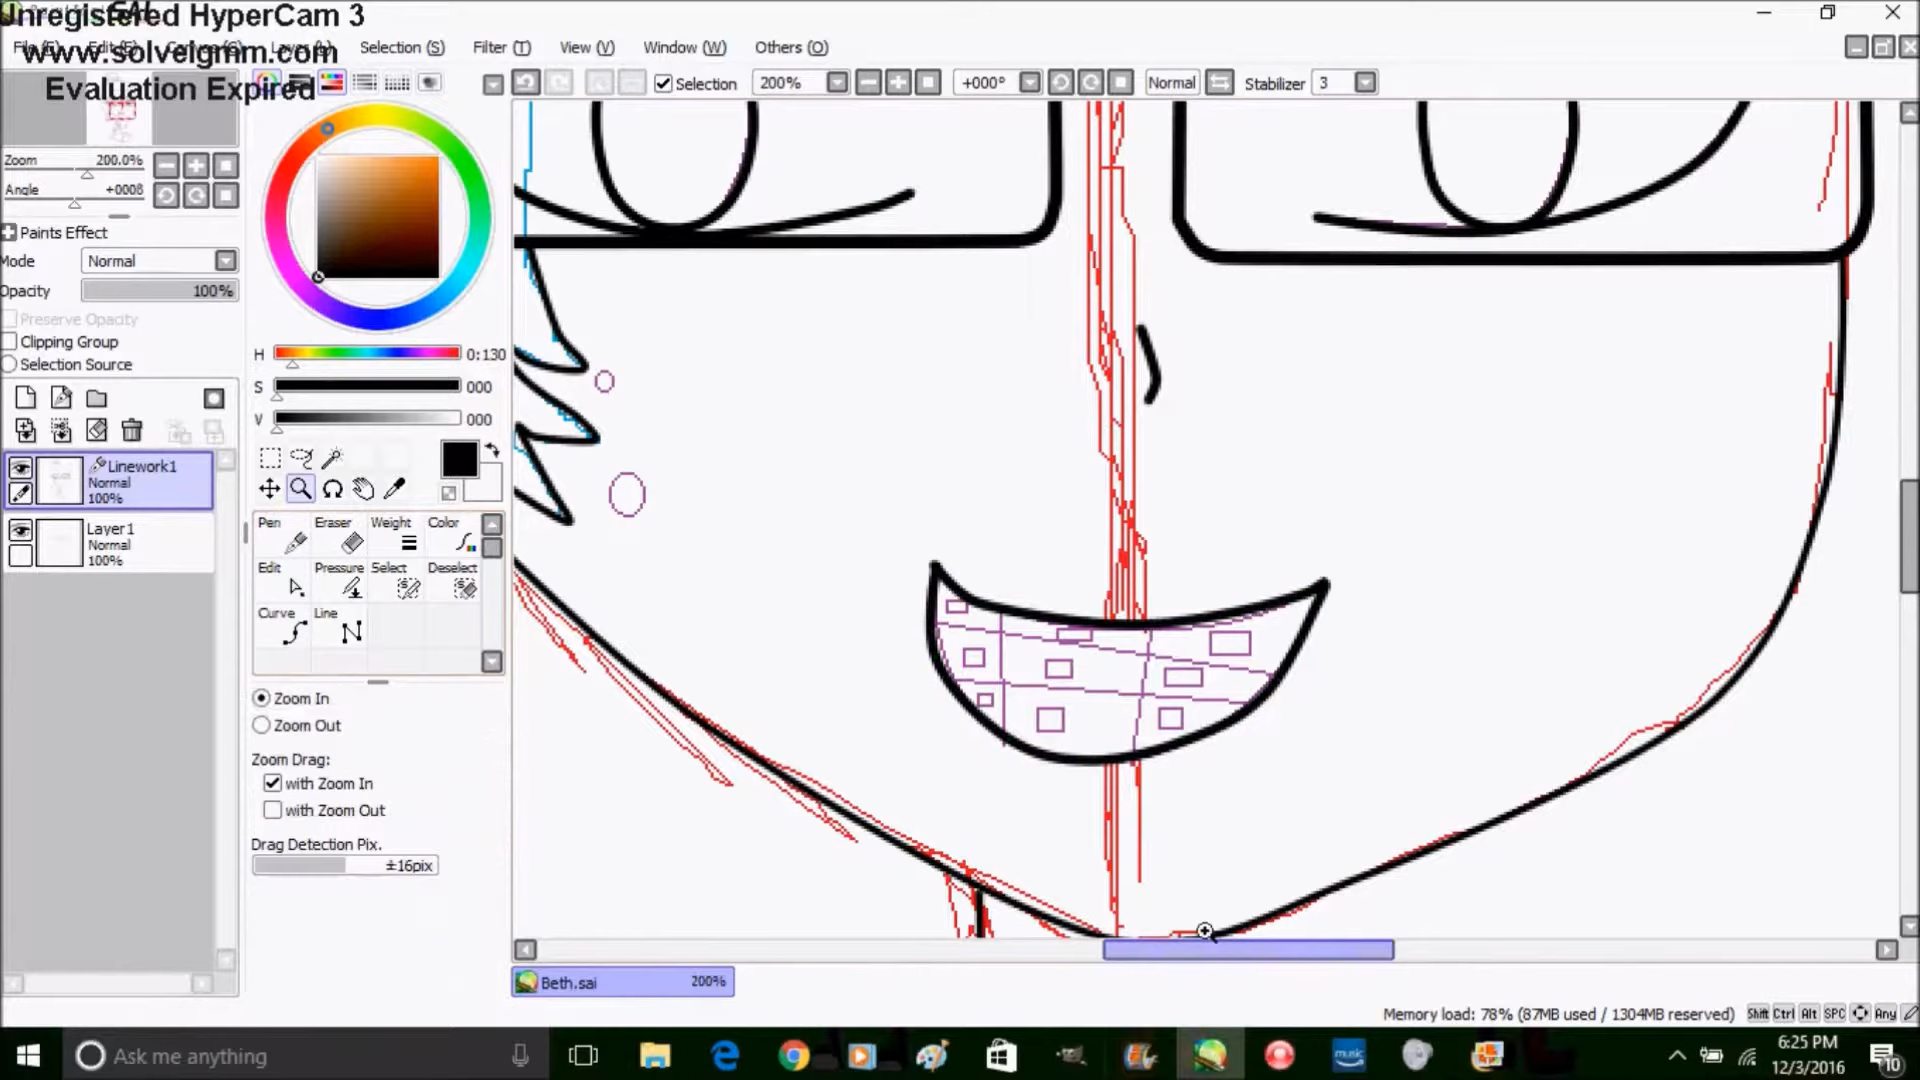 Unregistered HyperCam 3
www.solveigmm.com
Evaluation Expired
Selection (S)
Filter (T)
View (V)
Window (W)
Others (O)
Selection
200%
+000º
Normal
Stabilizer
3
Zoom
200.0%
Angle
+0008
Paints Effect
Mode
Normal
Opacity
100%
Preserve Opacity
Clipping Group
Selection Source
Linework1
Normal
100%
Layer1
Normal
100%
H
0:130
S
000
V
000
Pen
Eraser
Weight
Color
Edit
Pressure
Select
Deselect
Curve
Line
Zoom In
Zoom Out
Zoom Drag:
with Zoom In
with Zoom Out
Drag Detection Pix.
±16pix
Beth.sai
200%
Memory load: 78% (87MB used / 1304MB reserved)
Shift Ctrl Alt SPC Any
Ask me anything
music
6:25 PM
12/3/2016
10